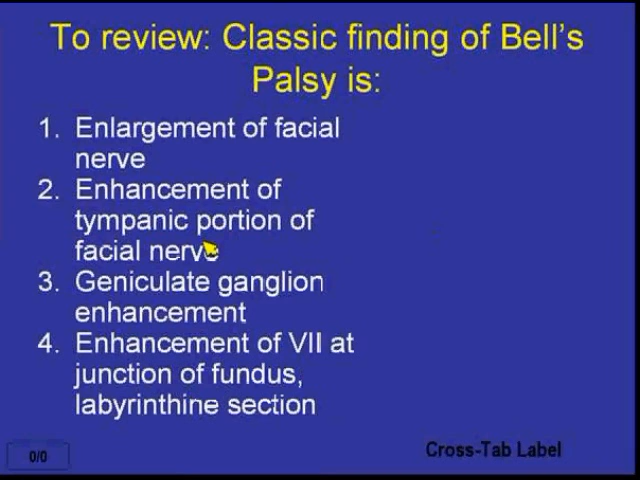 To review: Classic finding of Bell's
Palsy is:
1. Enlargement of facial
nerve
2. Enhancement of
tympanic portion of
facial nerve
3. Geniculate ganglion
enhancement
4. Enhancement of VII at
junction of fundus,
labyrinthine section
Cross-Tab Label
0/0